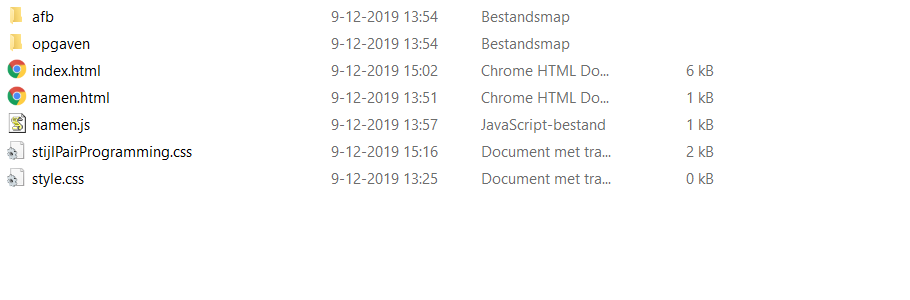 afb 9-12-2019 13:54 Bestandsmap
opgaven 9-12-2019 13:54 Bestandsmap
index.html 9-12-2019 15:02 Chrome HTML Do... 6 kB
namen.html 9-12-2019 13:51 Chrome HTML Do... 1 kB
namen.js 9-12-2019 13:57 JavaScript-bestand 1 kB
stijlPairProgramming.css 9-12-2019 15:16 Document met tra... 2 kB
style.css 9-12-2019 13:25 Document met tra... 0 kB